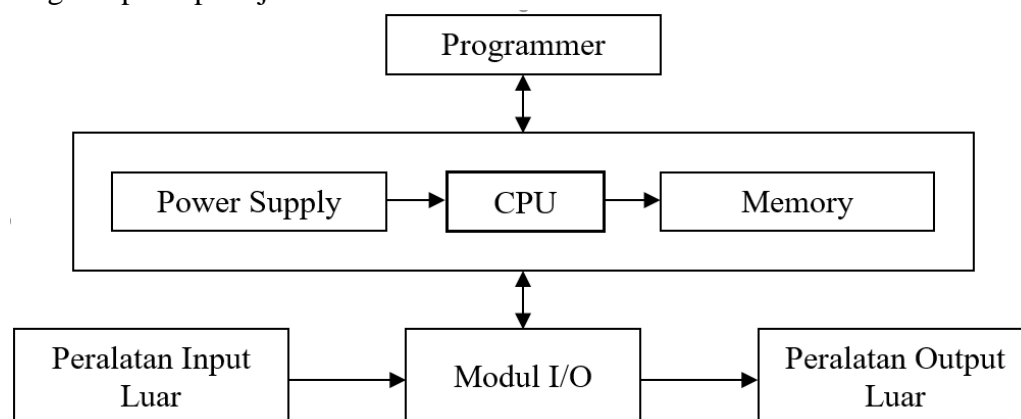 Programmer
Power Supply
CPU
Memory
Peralatan Input
Luar
Modul I/O
Peralatan Output
Luar